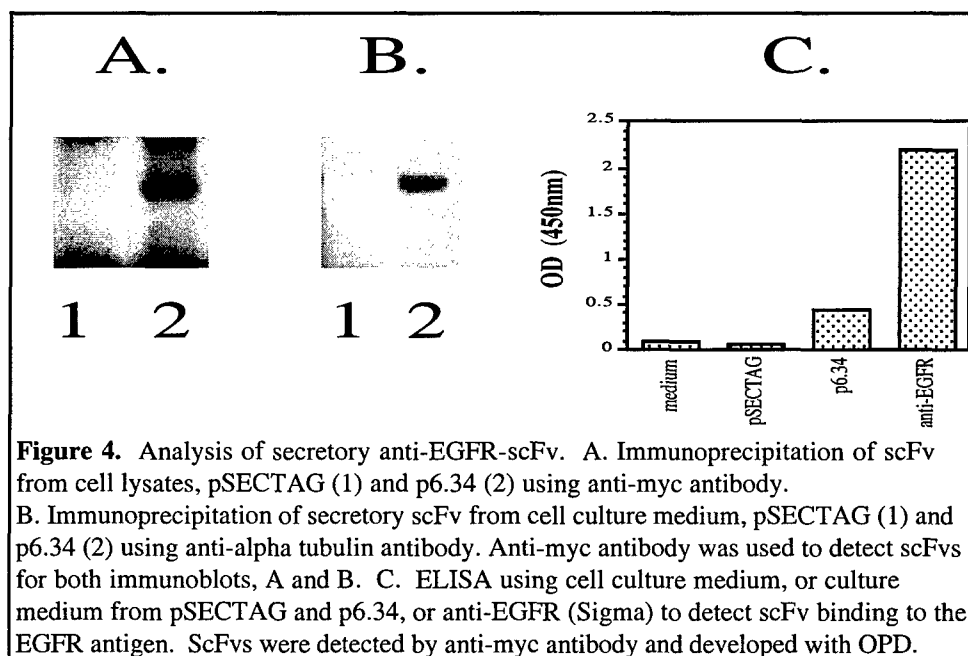 A. B. C.
2.5
2
1.5
1
0.5
0
OD (450nm)
medium
pSECTAG
p6.34
anti-EGFR
1 2 1 2
Figure 4. Analysis of secretory anti-EGFR-scFv. A. Immunoprecipitation of scFv
from cell lysates, pSECTAG (1) and p6.34 (2) using anti-myc antibody.
B. Immunoprecipitation of secretory scFv from cell culture medium, pSECTAG (1) and
p6.34 (2) using anti-alpha tubulin antibody. Anti-myc antibody was used to detect scFvs
for both immunoblots, A and B. C. ELISA using cell culture medium, or culture
medium from pSECTAG and p6.34, or anti-EGFR (Sigma) to detect scFv binding to the
EGFR antigen. ScFvs were detected by anti-myc antibody and developed with OPD.